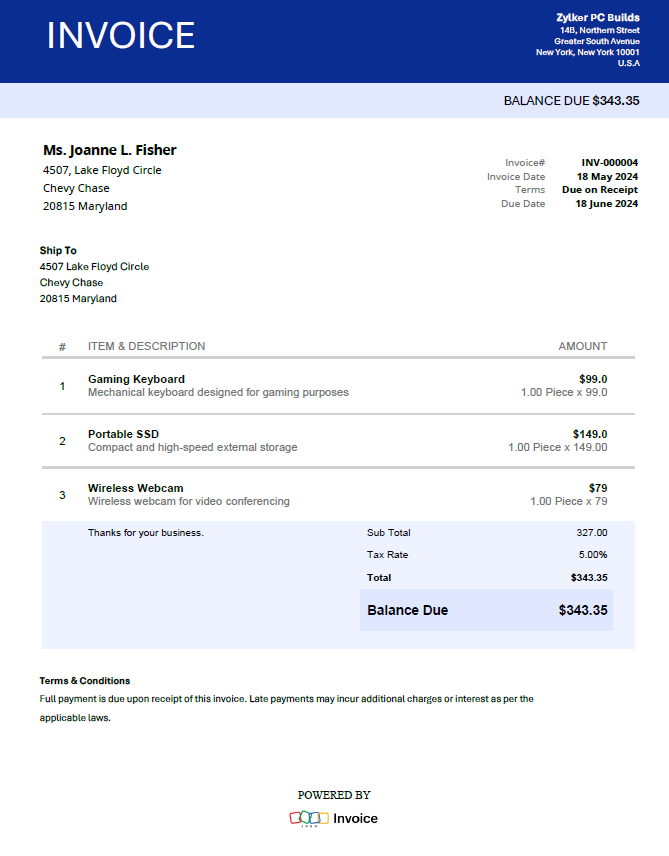 INVOICE
Zylker PC Builds
14B, Northern Street
Greater South Avenue
New York, New York 10001
U.S.A
BALANCE DUE $343.35
Ms. Joanne L. Fisher
4507, Lake Floyd Circle
Chevy Chase
20815 Maryland
Invoice# INV-000004
Invoice Date 18 May 2024
Terms Due on Receipt
Due Date 18 June 2024
Ship To
4507 Lake Floyd Circle
Chevy Chase
20815 Maryland
# ITEM & DESCRIPTION AMOUNT
1 Gaming Keyboard $99.0
Mechanical keyboard designed for gaming purposes 1.00 Piece x 99.0
2 Portable SSD $149.0
Compact and high-speed external storage 1.00 Piece x 149.00
3 Wireless Webcam $79
Wireless webcam for video conferencing 1.00 Piece x 79
Thanks for your business. Sub Total 327.00
Tax Rate 5.00%
Total $343.35
Balance Due $343.35
Terms & Conditions
Full payment is due upon receipt of this invoice. Late payments may incur additional charges or interest as per the
applicable laws.
POWERED BY
ZOHO Invoice